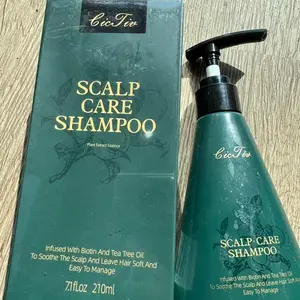 CicTiv
SCALP
CARE
SHAMPOO
Plant Extract Essence
Infused With Biotin And Tea Tree Oil
To Soothe The Scalp And Leave Hair Soft And
Easy To Manage
7.1fl.oz 210ml
CicTiv
SCALP CARE
SHAMPOO
Infused With Biotin And Tea Tree Oil
To Soothe The Scalp And Leave Hair Soft And
Easy To Manage